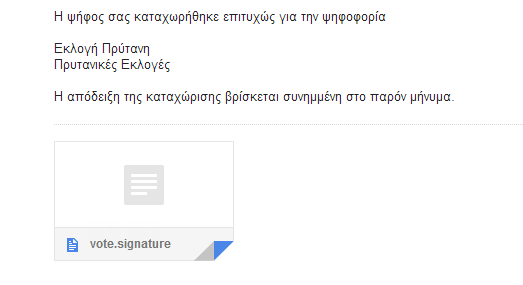 Η ψήφος σας καταχωρήθηκε επιτυχώς για την ψηφοφορία
Εκλογή Πρύτανη
Πρυτανικές Εκλογές
Η απόδειξη της καταχώρισης βρίσκεται συνημμένη στο παρόν μήνυμα.
vote.signature